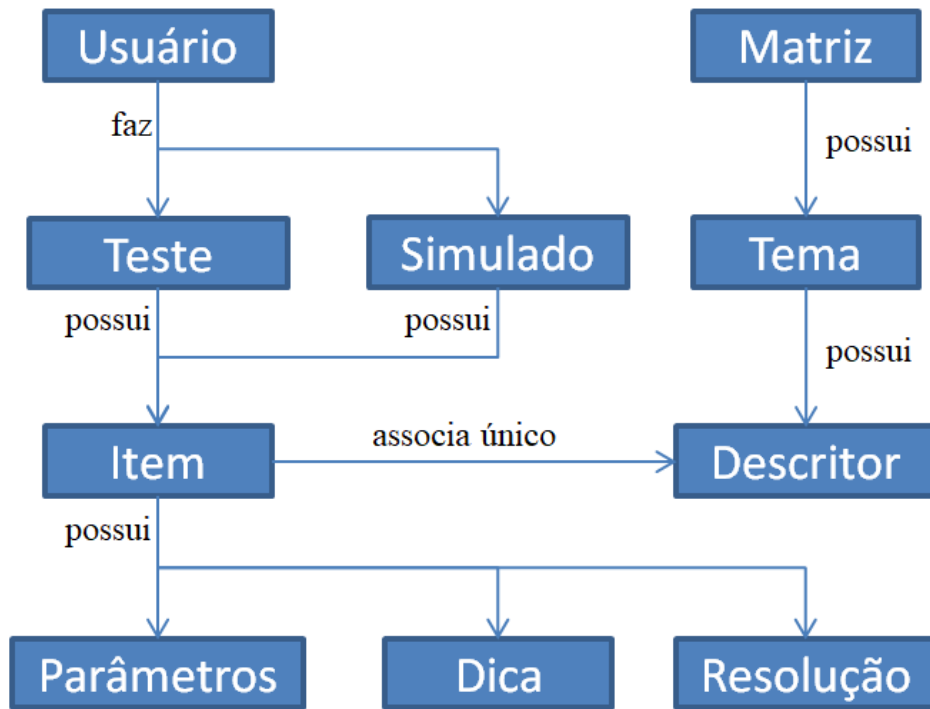 Usuário
Matriz
faz
possui
Teste
Simulado
Tema
possui
possui
possui
associa único
Item
Descritor
possui
Parâmetros
Dica
Resolução